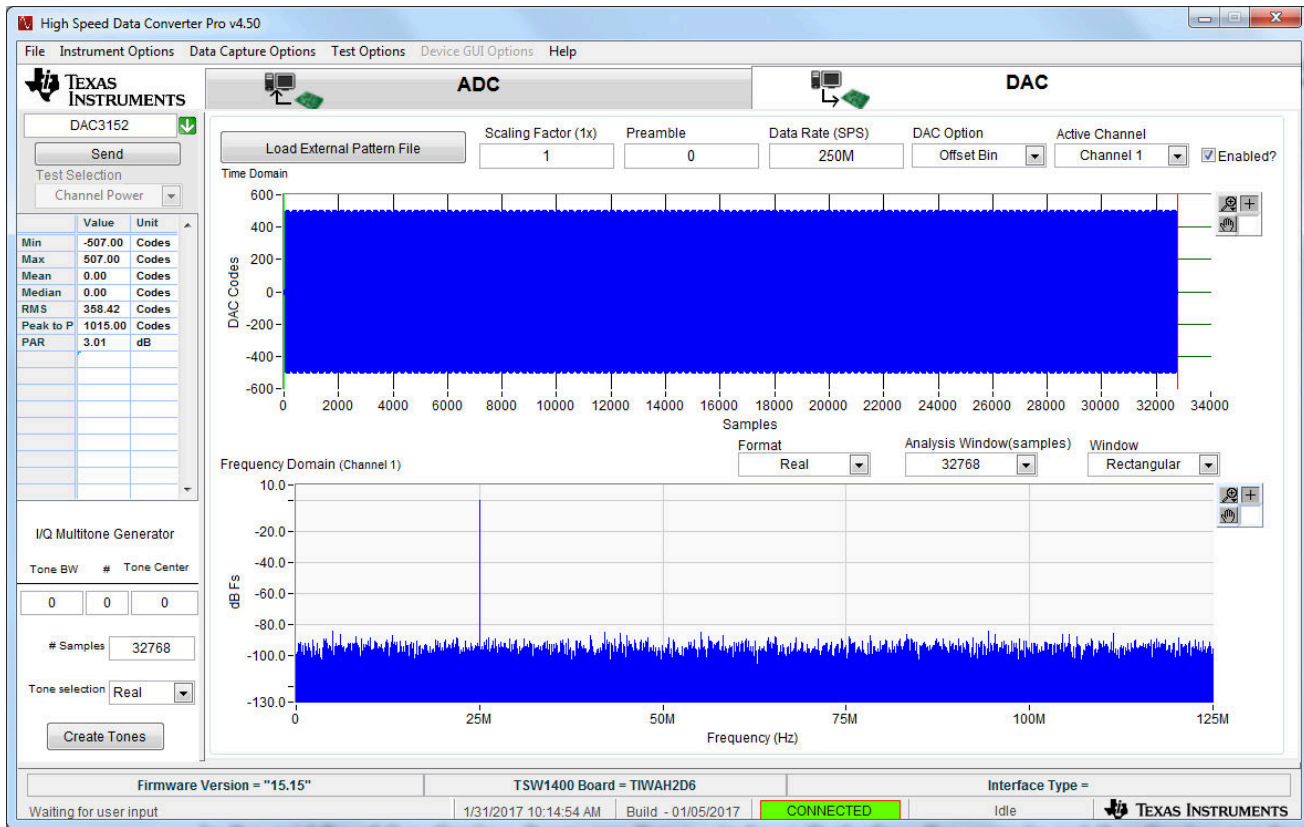 High Speed Data Converter Pro v4.50
File Instrument Options Data Capture Options Test Options Device GUI Options Help
TEXAS INSTRUMENTS
ADC
DAC
DAC3152
Send
Test Selection
Channel Power
Value Unit
Min -507.00 Codes
Max 507.00 Codes
Mean 0.00 Codes
Median 0.00 Codes
RMS 358.42 Codes
Peak to P 1015.00 Codes
PAR 3.01 dB
I/Q Multitone Generator
Tone BW # Tone Center
0 0 0
# Samples 32768
Tone selection Real
Create Tones
Load External Pattern File
Scaling Factor (1x) Preamble Data Rate (SPS) DAC Option Active Channel
1 0 250M Offset Bin Channel 1 Enabled?
Time Domain
600
400
200
0
-200
-400
-600
DAC Codes
0 2000 4000 6000 8000 10000 12000 14000 16000 18000 20000 22000 24000 26000 28000 30000 32000 34000
Samples
Format Analysis Window(samples) Window
Real 32768 Rectangular
Frequency Domain (Channel 1)
10.0
-20.0
-40.0
-60.0
-80.0
-100.0
-130.0
dB Fs
0 25M 50M 75M 100M 125M
Frequency (Hz)
Firmware Version = "15.15" TSW1400 Board = TIWAH2D6 Interface Type =
Waiting for user input 1/31/2017 10:14:54 AM Build - 01/05/2017 CONNECTED Idle TEXAS INSTRUMENTS